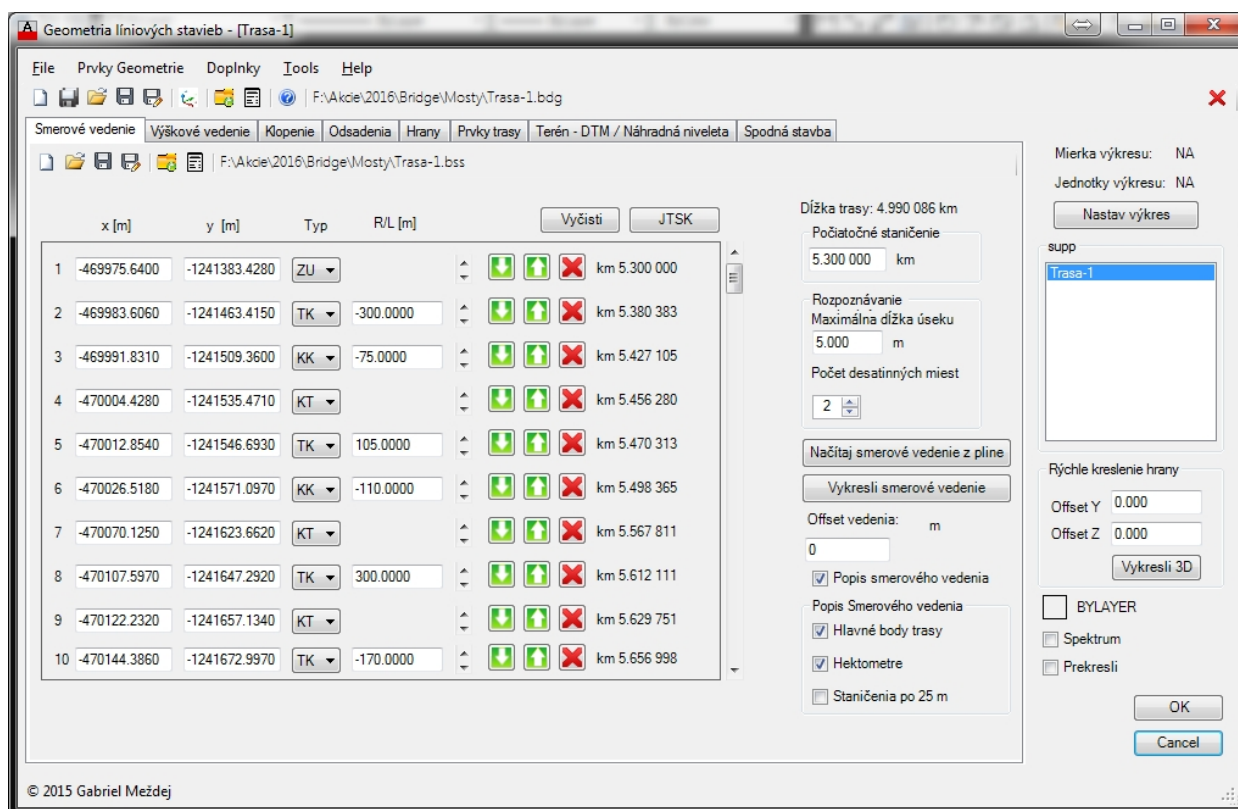 Geometria líniových stavieb - [Trasa-1]
File Prvky Geometrie Doplnky Tools Help
F:\Akcie\2016\Bridge\Mosty\Trasa-1.bdg
Smerové vedenie Výškové vedenie Klopenie Odsadenia Hrany Prvky trasy Terén - DTM / Náhradná niveleta Spodná stavba
F:\Akcie\2016\Bridge\Mosty\Trasa-1.bss
x [m] y [m] Typ R/L [m] Vyčisti JTSK
1 -469975.6400 -1241383.4280 ZU km 5.300 000
2 -469983.6060 -1241463.4150 TK -300.0000 km 5.380 383
3 -469991.8310 -1241509.3600 KK -75.0000 km 5.427 105
4 -470004.4280 -1241535.4710 KT km 5.456 280
5 -470012.8540 -1241546.6930 TK 105.0000 km 5.470 313
6 -470026.5180 -1241571.0970 KK -110.0000 km 5.498 365
7 -470070.1250 -1241623.6620 KT km 5.567 811
8 -470107.5970 -1241647.2920 TK 300.0000 km 5.612 111
9 -470122.2320 -1241657.1340 KT km 5.629 751
10 -470144.3860 -1241672.9970 TK -170.0000 km 5.656 998
Dĺžka trasy: 4.990 086 km
Počiatočné staničenie
5.300 000 km
Rozpoznávanie
Maximálna dĺžka úseku
5.000 m
Počet desatinných miest
2
Načítaj smerové vedenie z pline
Vykresli smerové vedenie
Offset vedenia: m
0
Popis smerového vedenia
Popis Smerového vedenia
Hlavné body trasy
Hektometre
Staničenia po 25 m
Mierka výkresu: NA
Jednotky výkresu: NA
Nastav výkres
supp
Trasa-1
Rýchle kreslenie hrany
Offset Y 0.000
Offset Z 0.000
Vykresli 3D
BYLAYER
Spektrum
Prekresli
OK
Cancel
© 2015 Gabriel Meždej